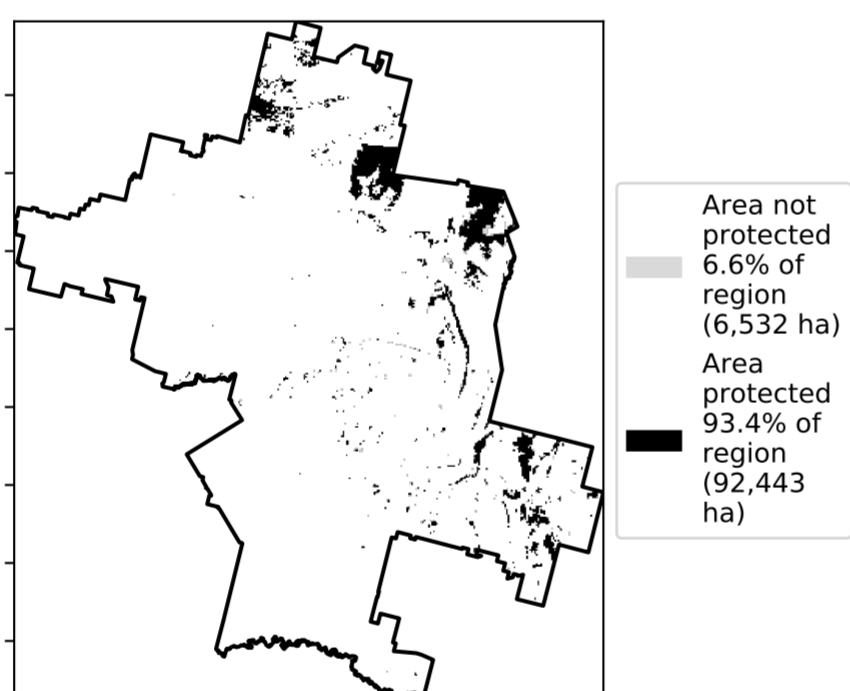 Area not
protected
6.6% of
region
(6,532 ha)
Area
protected
93.4% of
region
(92,443
ha)